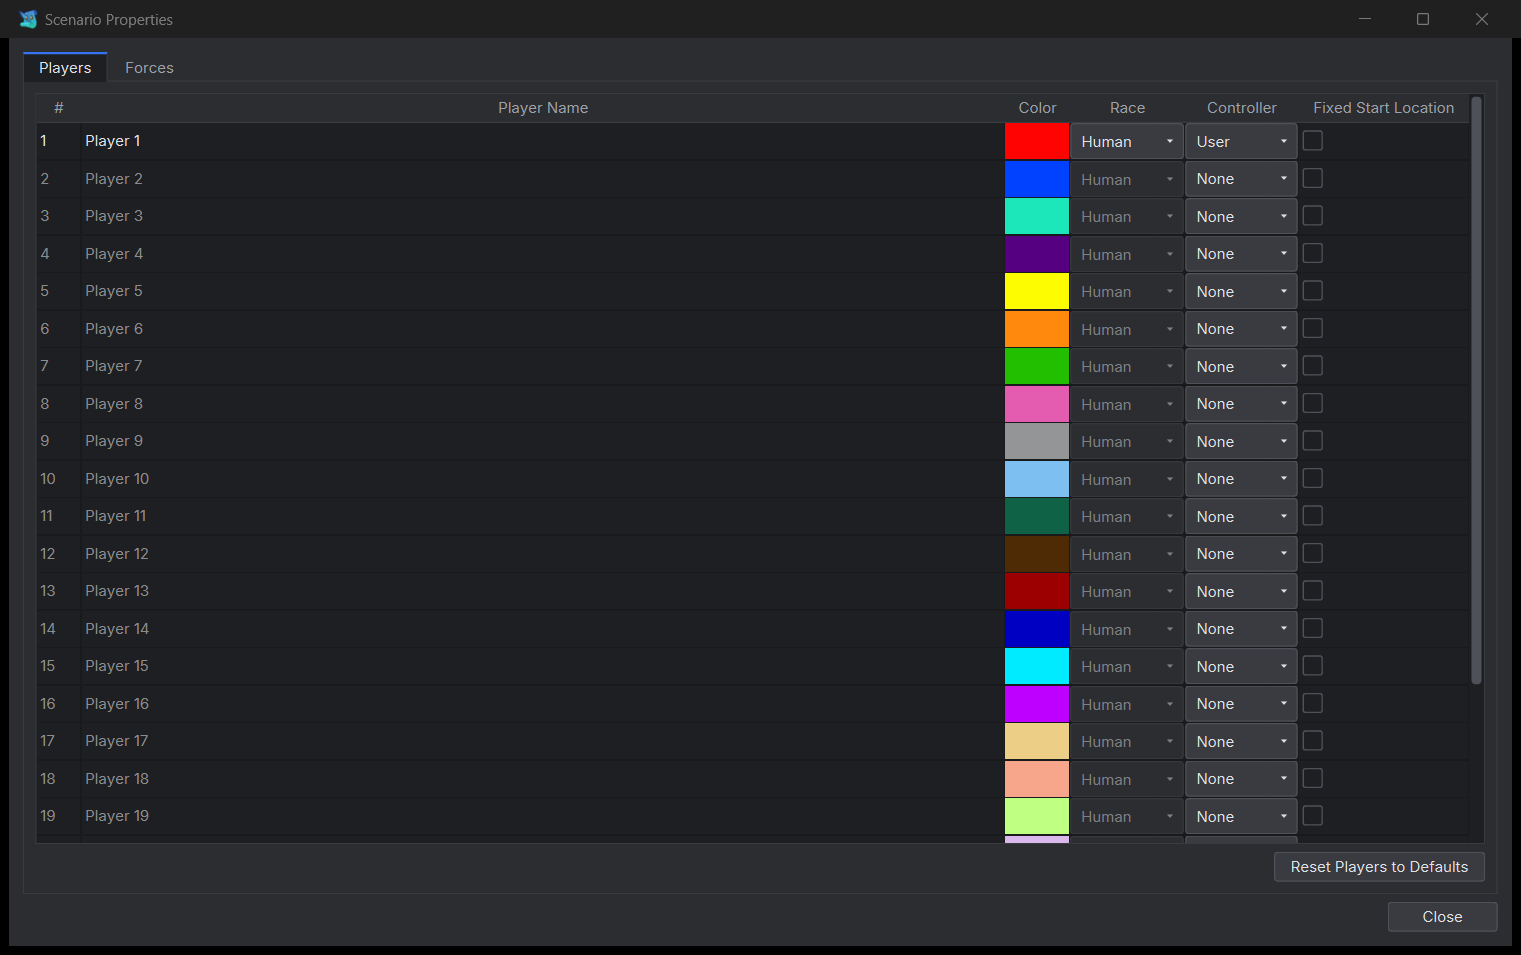 Scenario Properties
Players Forces
# Player Name Color Race Controller Fixed Start Location
1 Player 1 Human User
2 Player 2 Human None
3 Player 3 Human None
4 Player 4 Human None
5 Player 5 Human None
6 Player 6 Human None
7 Player 7 Human None
8 Player 8 Human None
9 Player 9 Human None
10 Player 10 Human None
11 Player 11 Human None
12 Player 12 Human None
13 Player 13 Human None
14 Player 14 Human None
15 Player 15 Human None
16 Player 16 Human None
17 Player 17 Human None
18 Player 18 Human None
19 Player 19 Human None
Reset Players to Defaults
Close